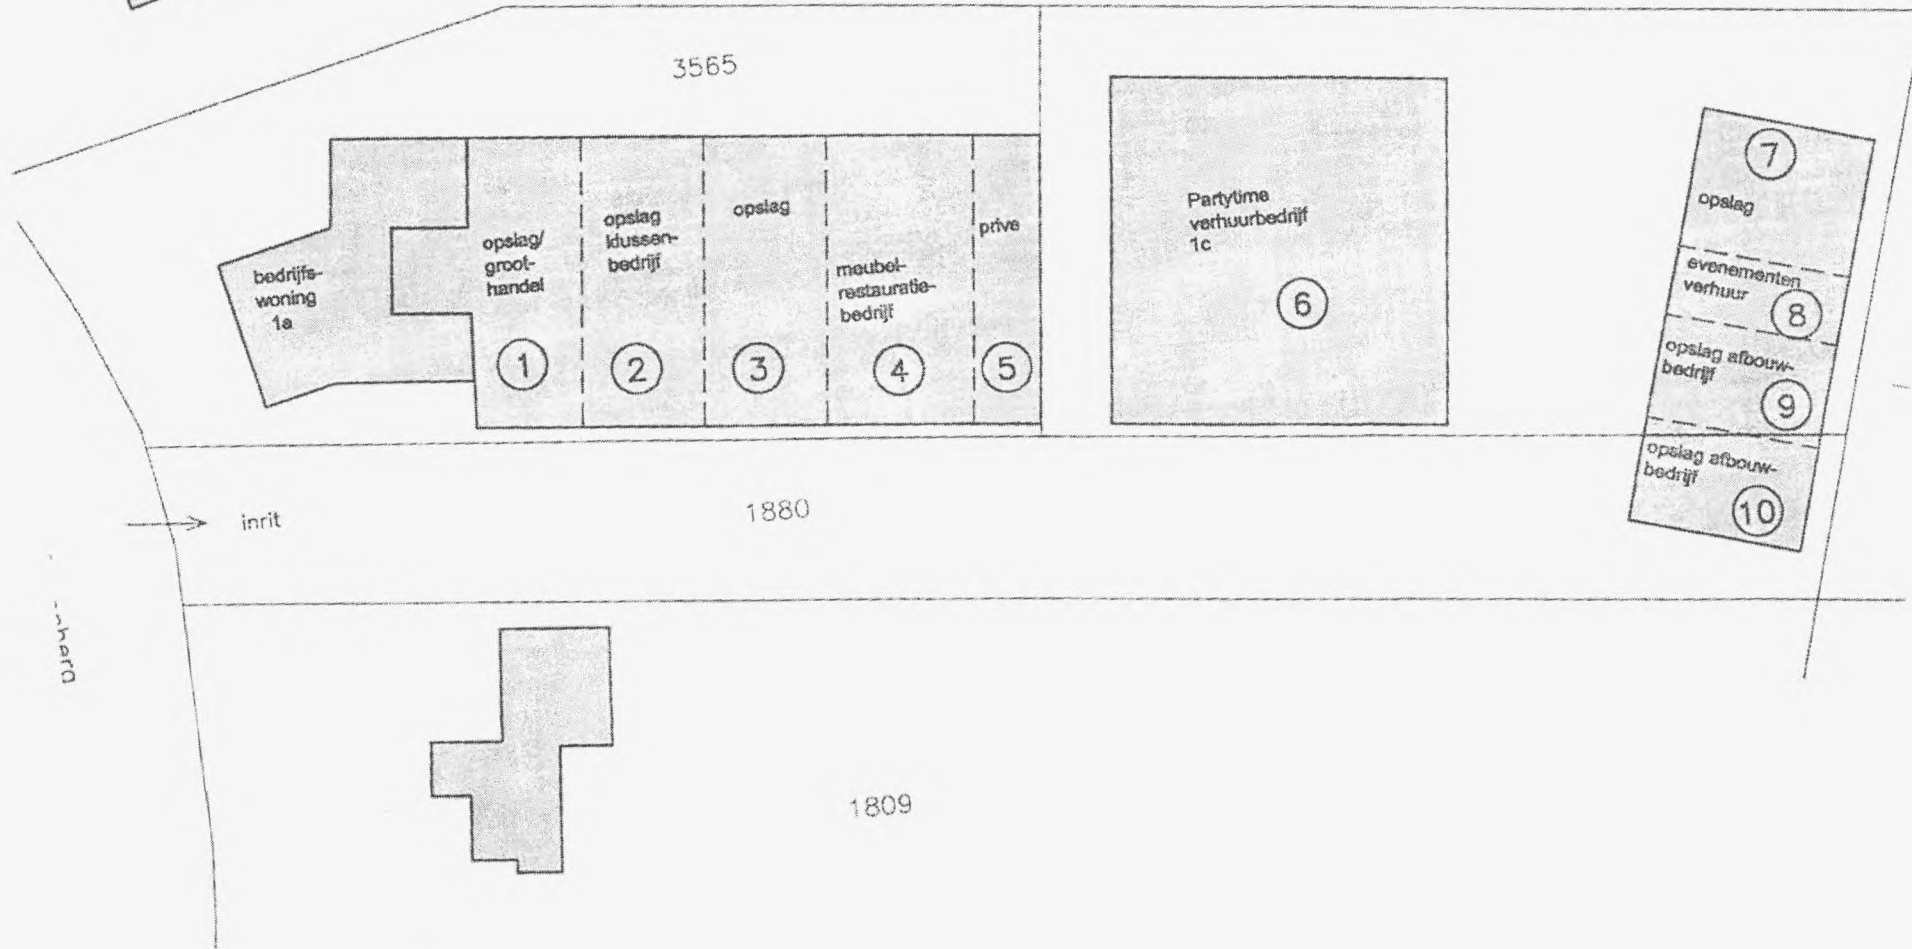 3565
bedrijfs-
woning
1a
opslag/
groot-
handel
1
opslag
klussen-
bedrijf
2
opslag
3
meubel-
restauratie-
bedrijf
4
prive
5
Partytime
verhuurbedrijf
1c
6
7
opslag
evenementen
verhuur
8
opslag afbouw-
bedrijf
9
opslag afbouw-
bedrijf
10
inrit
1880
1809